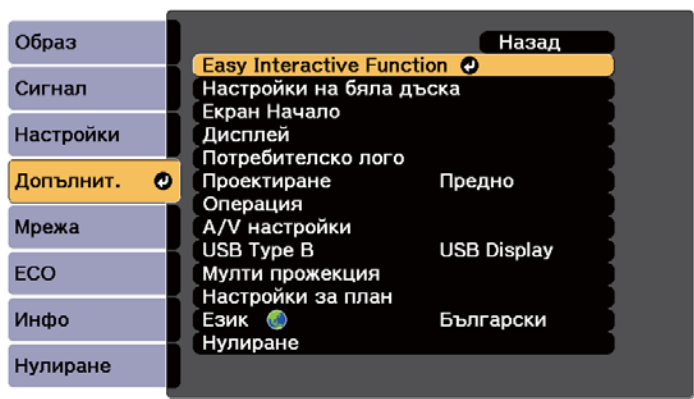 Образ
Сигнал
Настройки
Допълнит.
Мрежа
ECO
Инфо
Нулиране
Назад
Easy Interactive Function
Настройки на бяла дъска
Екран Начало
Дисплей
Потребителско лого
Проектиране Предно
Операция
A/V настройки
USB Type B USB Display
Мулти прожекция
Настройки за план
Език Български
Нулиране